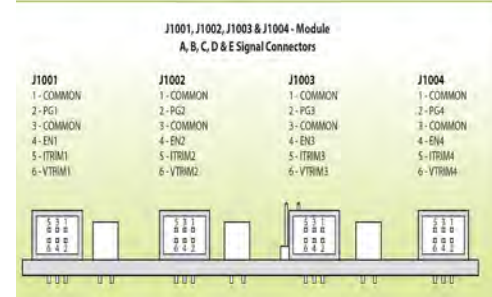 J1001, J1002, J1003 & J1004 - Module
A, B, C, D & E Signal Connectors
J1001
1 - COMMON
2 - PG1
3 - COMMON
4 - EN1
5 - ITRIM1
6 - VTRIM1
J1002
1 - COMMON
2 - PG2
3 - COMMON
4 - EN2
5 - ITRIM2
6 - VTRIM2
J1003
1 - COMMON
2 - PG3
3 - COMMON
4 - EN3
5 - ITRIM3
6 - VTRIM3
J1004
1 - COMMON
2 - PG4
3 - COMMON
4 - EN4
5 - ITRIM4
6 - VTRIM4
5 3 1
6 4 2
5 3 1
6 4 2
5 3 1
6 4 2
5 3 1
6 4 2